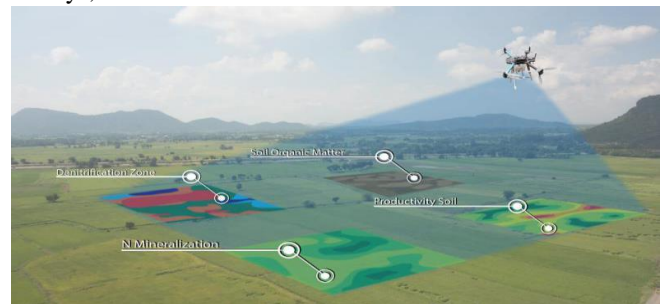 Soil Organic Matter
Denitrification Zone
Productivity Soil
N Mineralization